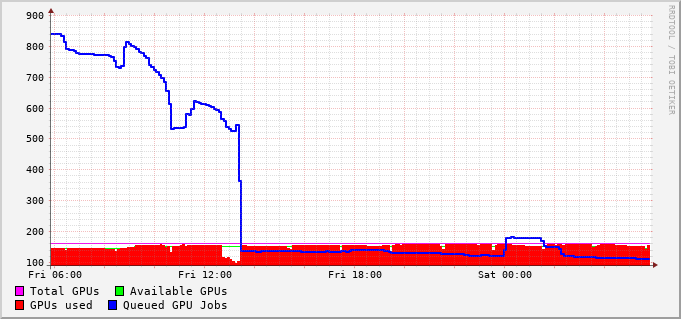 900
800
700
600
500
400
300
200
100
Fri 06:00 Fri 12:00 Fri 18:00 Sat 00:00
Total GPUs Available GPUs
GPUs used Queued GPU Jobs
RRDTOOL / TOBI OETIKER